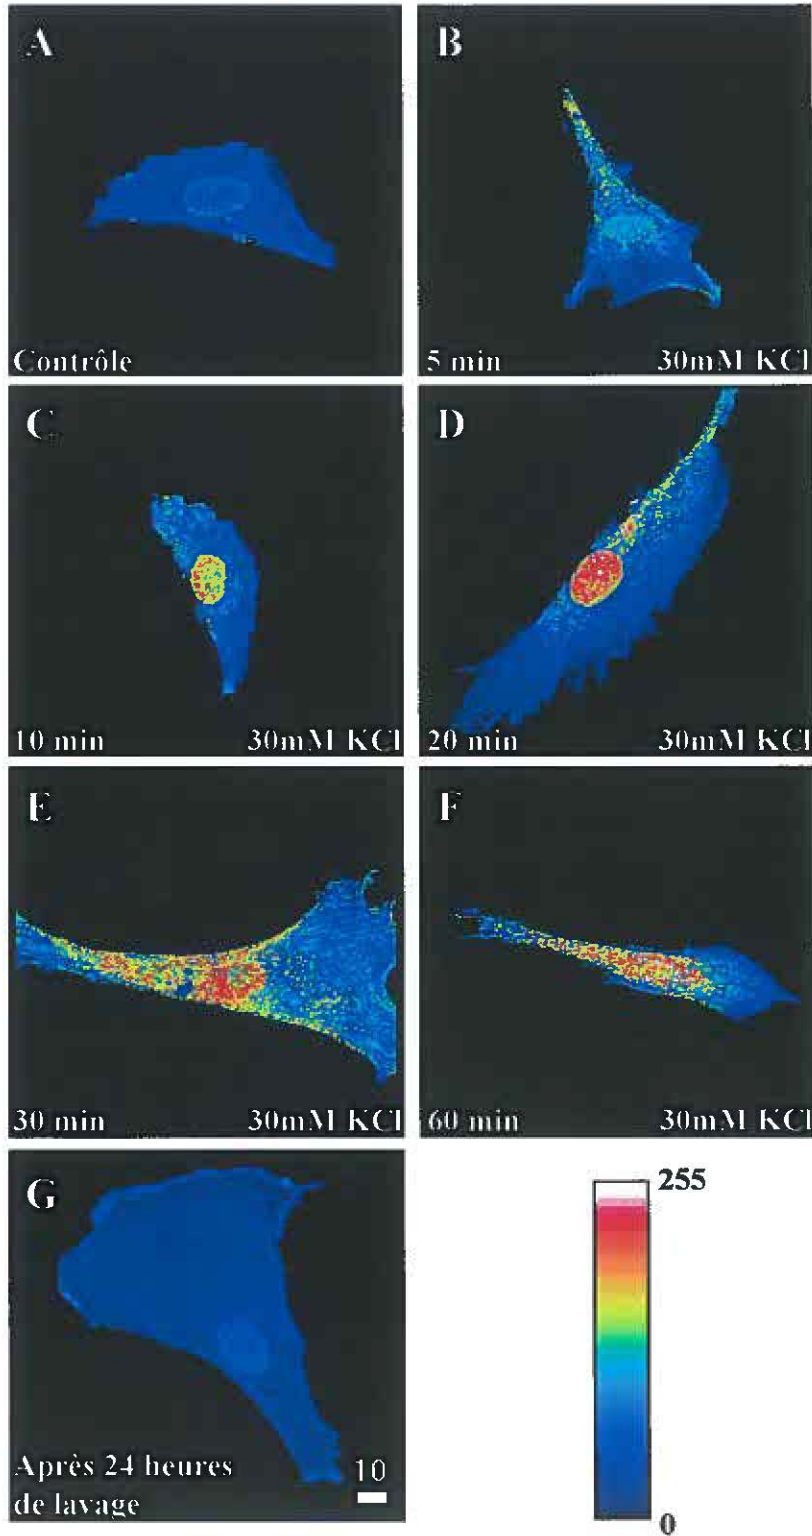 A
Contrôle
B
5 min 30mM KCl
C
10 min 30mM KCl
D
20 min 30mM KCl
E
30 min 30mM KCl
F
60 min 30mM KCl
G
Après 24 heures
de lavage
10
255
0